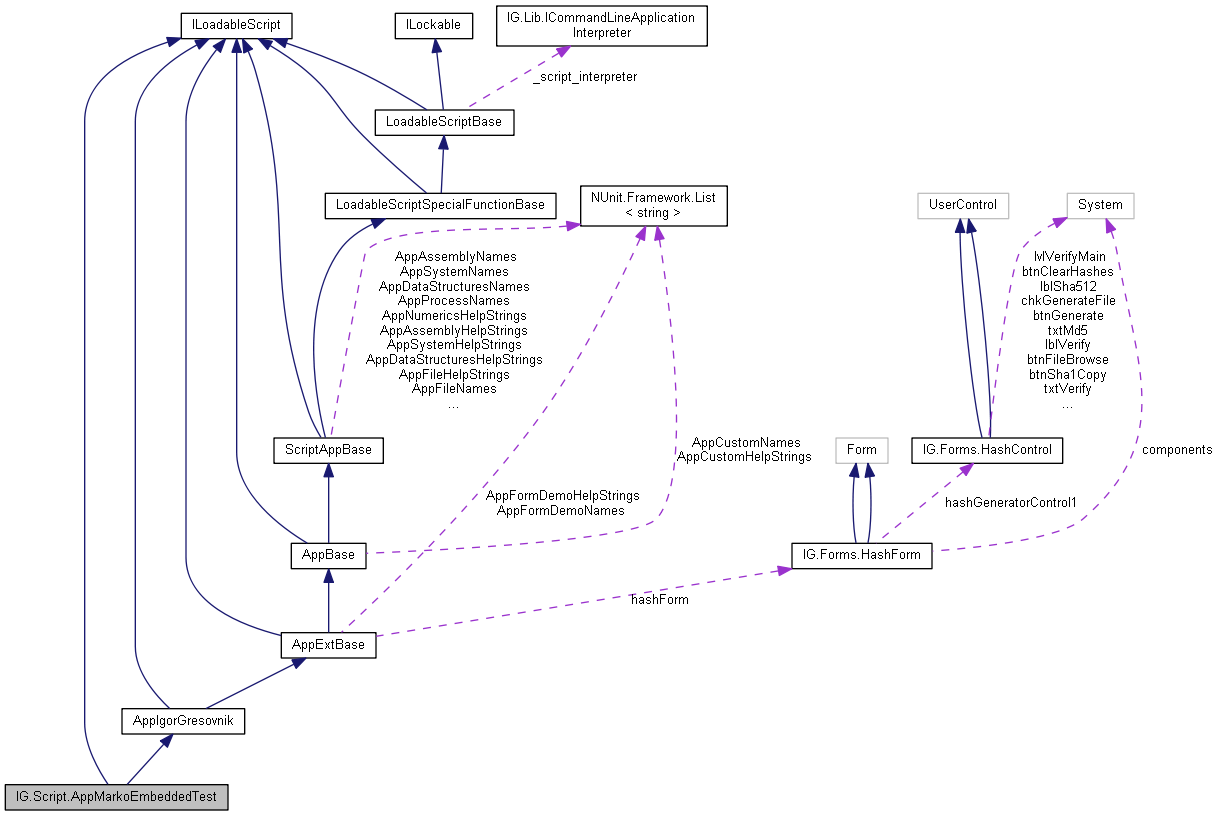 ILoadableScript
ILockable
IG.Lib.ICommandLineApplication
Interpreter
_script_interpreter
LoadableScriptBase
LoadableScriptSpecialFunctionBase
NUnit.Framework.List
< string >
UserControl
System
AppAssemblyNames
AppSystemNames
AppDataStructuresNames
AppProcessNames
AppNumericsHelpStrings
AppAssemblyHelpStrings
AppSystemHelpStrings
AppDataStructuresHelpStrings
AppFileHelpStrings
AppFileNames
...
lvlVerifyMain
btnClearHashes
lblSha512
chkGenerateFile
btnGenerate
txtMd5
lblVerify
btnFileBrowse
btnSha1Copy
txtVerify
...
ScriptAppBase
AppCustomNames
AppCustomHelpStrings
Form
IG.Forms.HashControl
components
AppFormDemoHelpStrings
AppFormDemoNames
hashGeneratorControl1
AppBase
IG.Forms.HashForm
hashForm
AppExtBase
AppIgorGresovnik
IG.Script.AppMarkoEmbeddedTest